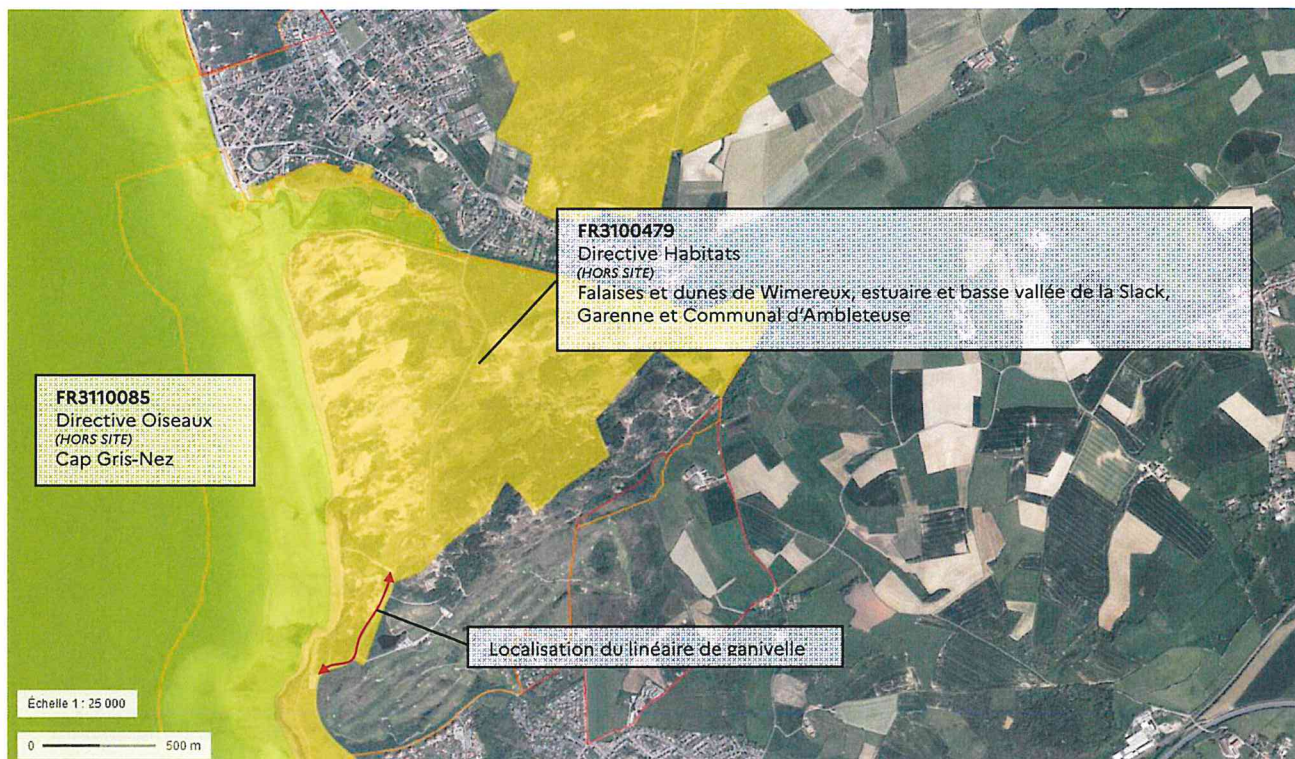 FR3100479
Directive Habitats
(HORS SITE)
Falaises et dunes de Wimereux, estuaire et basse vallée de la Slack,
Garenne et Communal d'Ambleteuse
FR3110085
Directive Oiseaux
(HORS SITE)
Cap Gris-Nez
Localisation du linéaire de ganivelle
Échelle 1 : 25 000
0 500 m